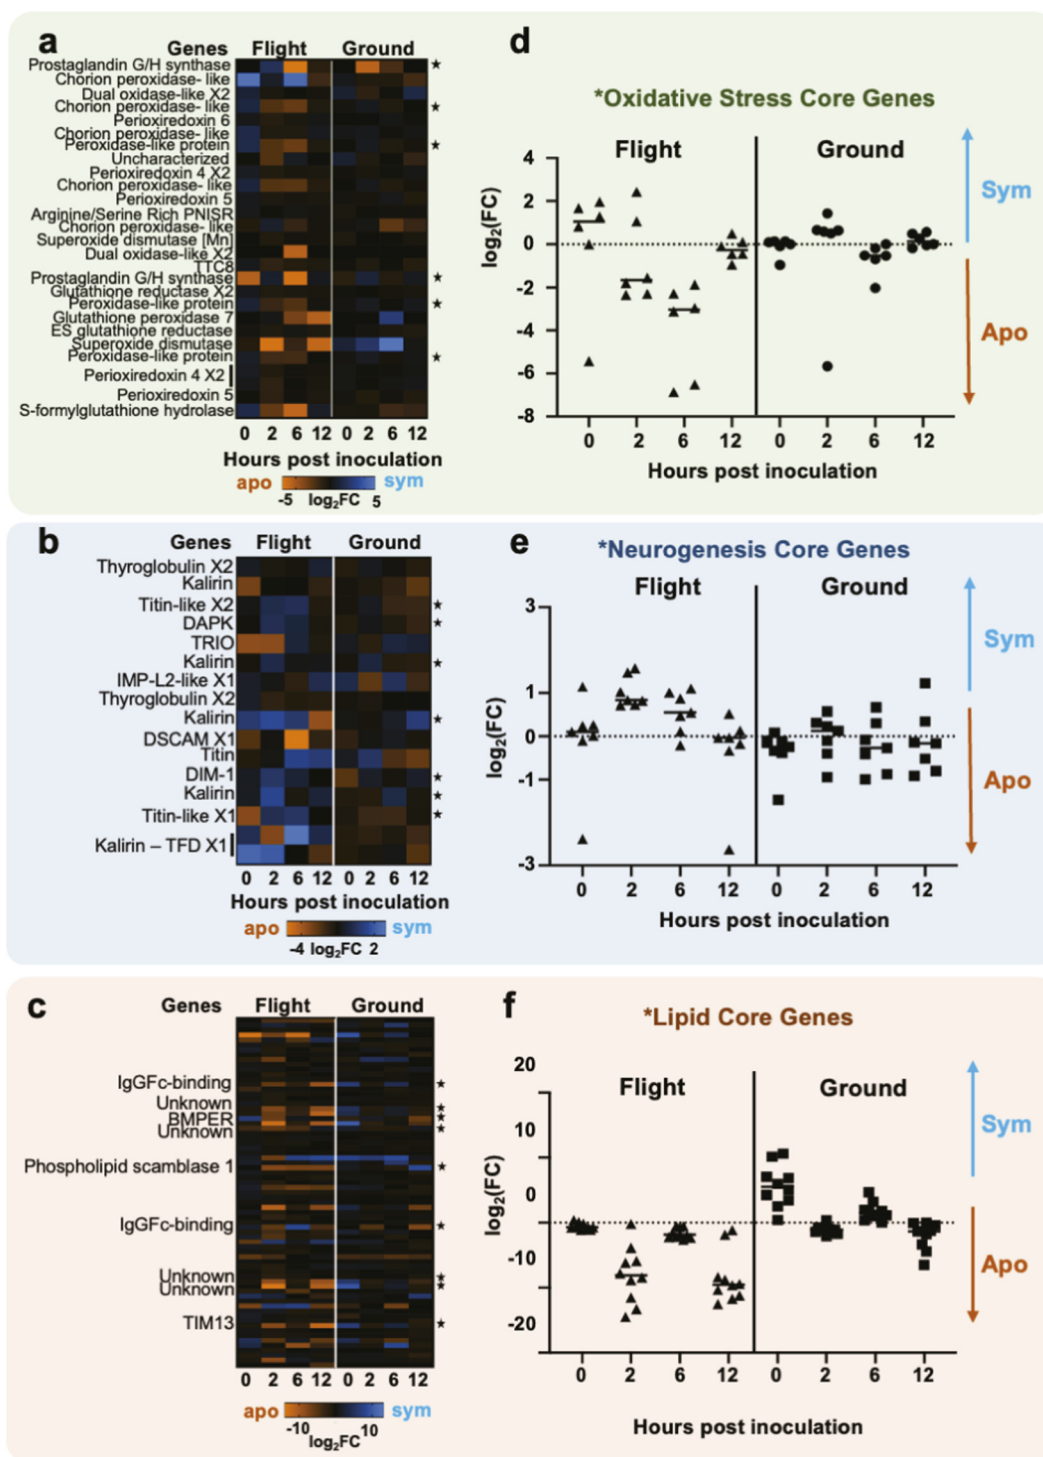 a
Genes Flight Ground
Prostaglandin G/H synthase ★
Chorion peroxidase- like
Dual oxidase-like X2
Chorion peroxidase- like ★
Perioxiredoxin 6
Chorion peroxidase- like
Peroxidase-like protein ★
Uncharacterized
Perioxiredoxin 4 X2
Chorion peroxidase- like
Perioxiredoxin 5
Arginine/Serine Rich PNISR
Chorion peroxidase- like
Superoxide dismutase [Mn]
Dual oxidase-like X2
TTC8
Prostaglandin G/H synthase ★
Glutathione reductase X2
Peroxidase-like protein ★
Glutathione peroxidase 7
ES glutathione reductase
Superoxide dismutase
Peroxidase-like protein ★
Perioxiredoxin 4 X2
Perioxiredoxin 5
S-formylglutathione hydrolase
0 2 6 12 0 2 6 12
Hours post inoculation
apo sym
-5 log₂FC 5
d
*Oxidative Stress Core Genes
Flight Ground
log₂(FC)
4
2
0
-2
-4
-6
-8
0 2 6 12 0 2 6 12
Hours post inoculation
Sym
Apo
b
Genes Flight Ground
Thyroglobulin X2
Kalirin
Titin-like X2 ★
DAPK ★
TRIO
Kalirin ★
IMP-L2-like X1
Thyroglobulin X2
Kalirin ★
DSCAM X1
Titin
DIM-1 ★
Kalirin ★
Titin-like X1 ★
Kalirin – TFD X1
0 2 6 12 0 2 6 12
Hours post inoculation
apo sym
-4 log₂FC 2
e
*Neurogenesis Core Genes
Flight Ground
log₂(FC)
3
1
0
-1
-3
0 2 6 12 0 2 6 12
Hours post inoculation
Sym
Apo
c
Genes Flight Ground
IgGFc-binding ★
Unknown ★
BMPER ★
Unknown ★
Phospholipid scamblase 1 ★
IgGFc-binding ★
Unknown ★
Unknown ★
TIM13 ★
0 2 6 12 0 2 6 12
apo sym
-10 10
log₂FC
f
*Lipid Core Genes
Flight Ground
log₂(FC)
20
10
0
-10
-20
0 2 6 12 0 2 6 12
Hours post inoculation
Sym
Apo